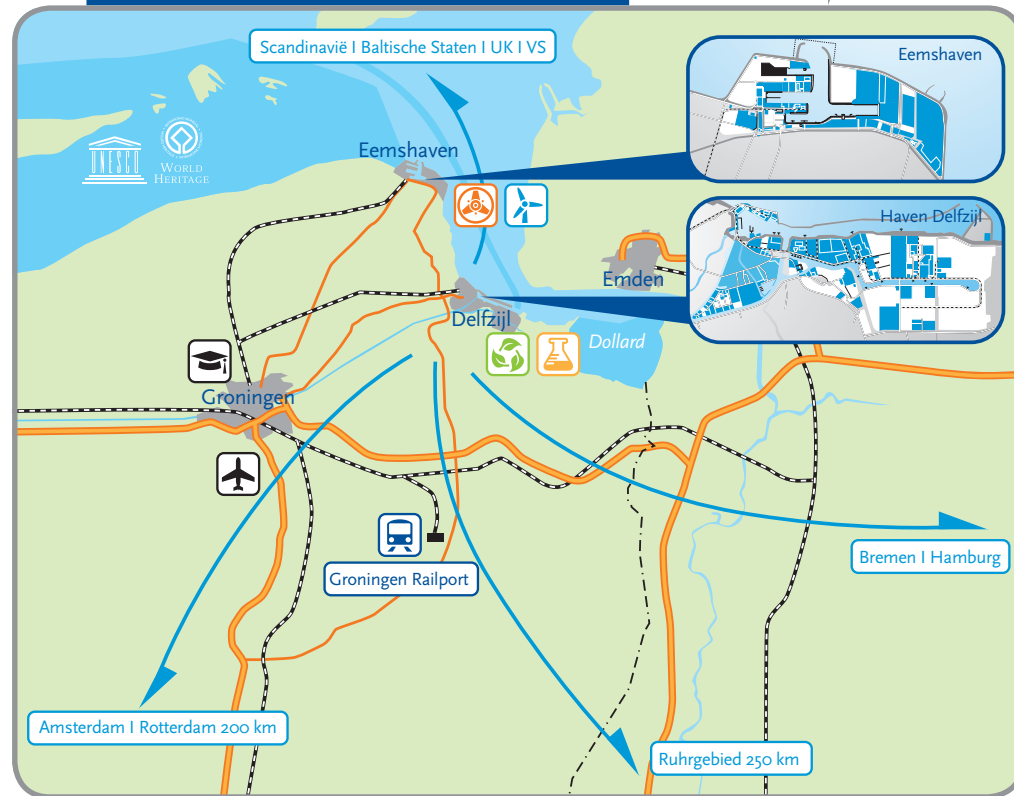 Scandinavië I Baltische Staten I UK I VS
Eemshaven
UNESCO
WORLD
HERITAGE
Eemshaven
Haven Delfzijl
Emden
Delfzijl
Dollard
Groningen
Groningen Railport
Bremen I Hamburg
Amsterdam I Rotterdam 200 km
Ruhrgebied 250 km